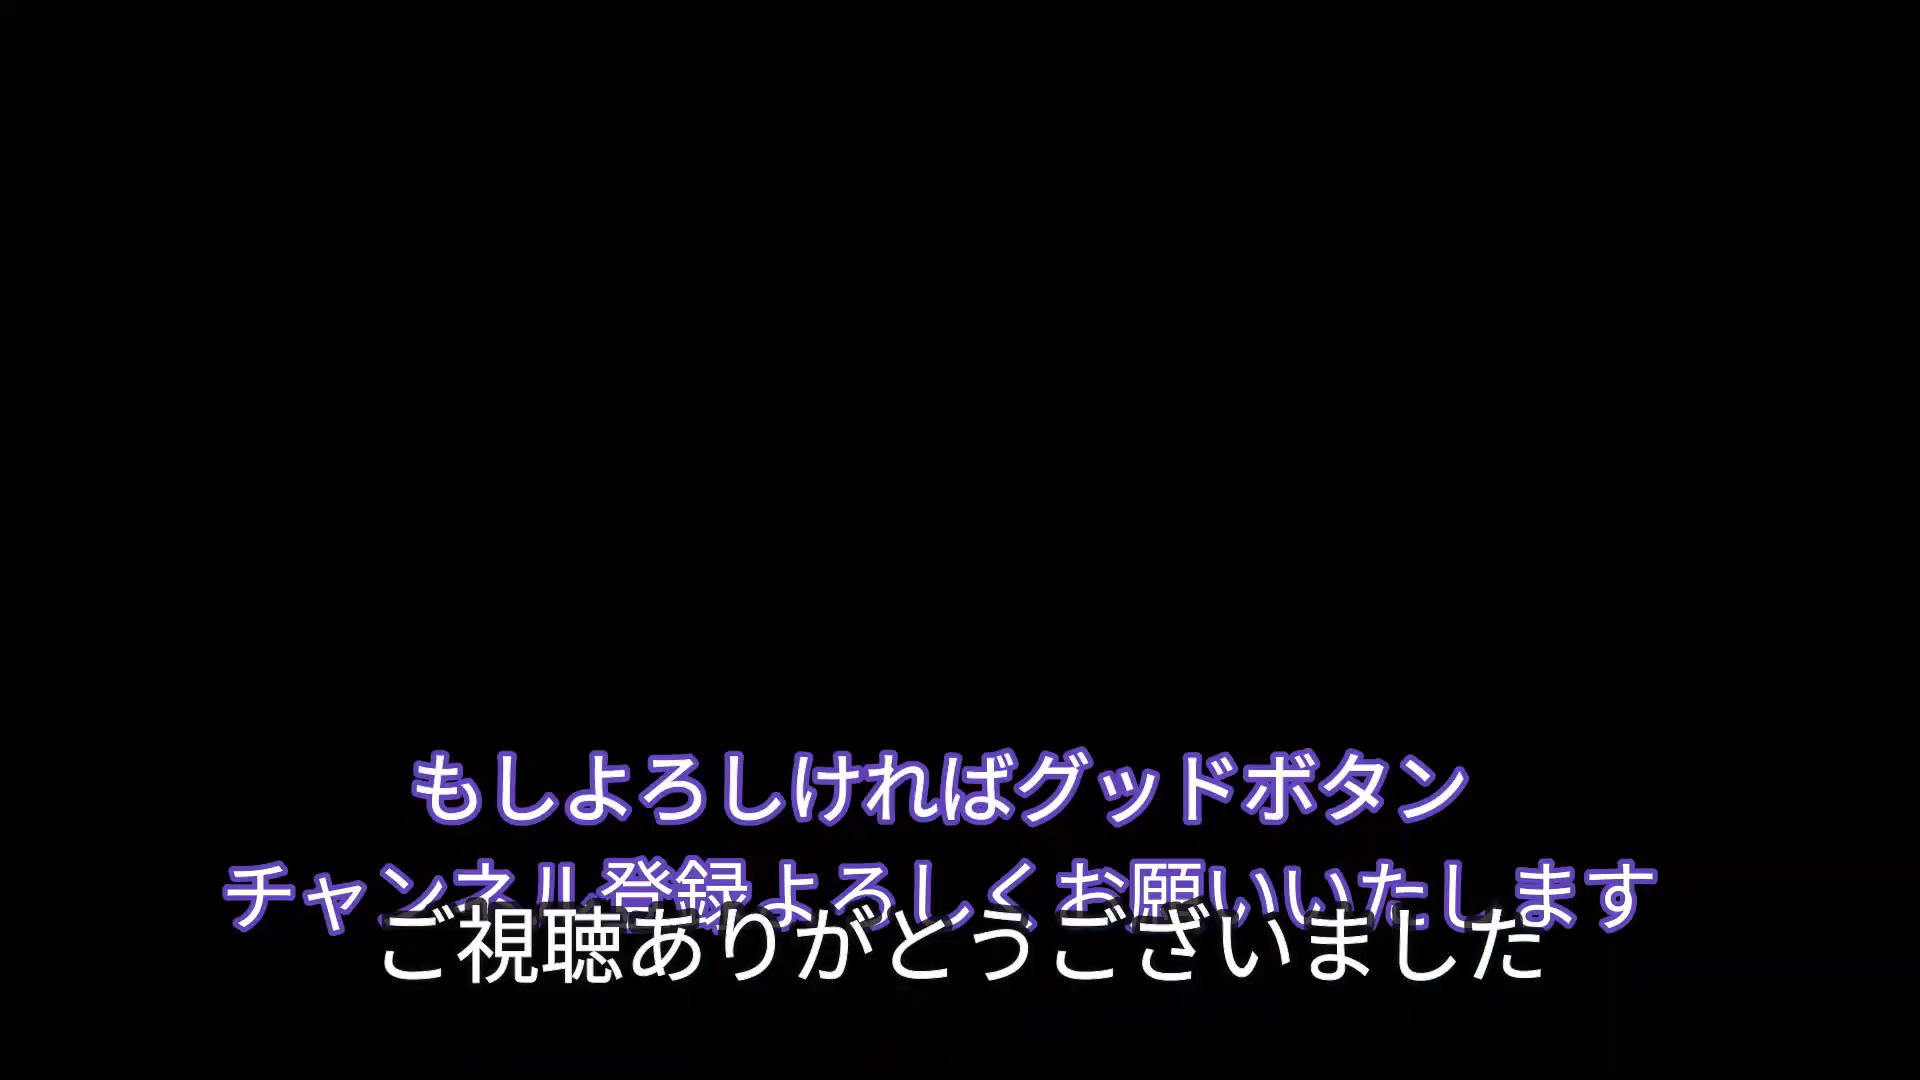 もしよろしければグッドボタン
チャンネル登録よろしくお願いいたします
ご視聴ありがとうございました